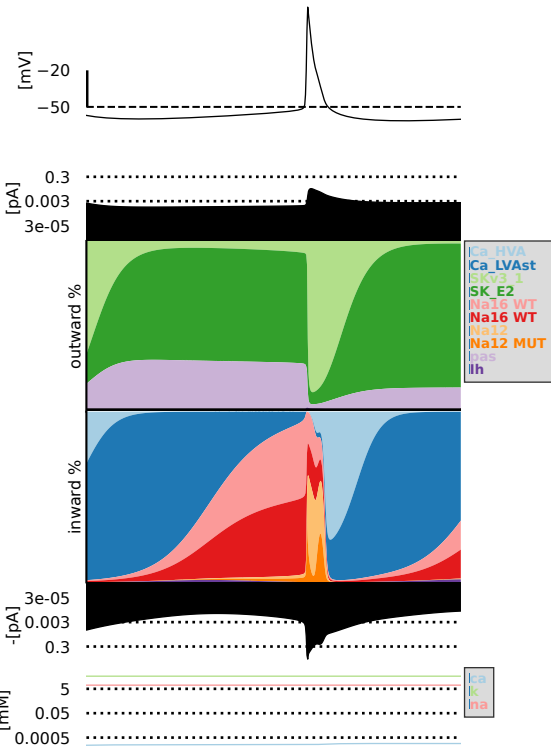 [mV]
−20
−50
[pA]
0.3
0.003
3e-05
outward %
Ca_HVA
Ca_LVAst
SKv3_1
SK_E2
Na16 WT
Na16 WT
Na12
Na12 MUT
pas
Ih
inward %
3e-05
0.003
0.3
-[pA]
ca
k
na
[mM]
5
0.05
0.0005